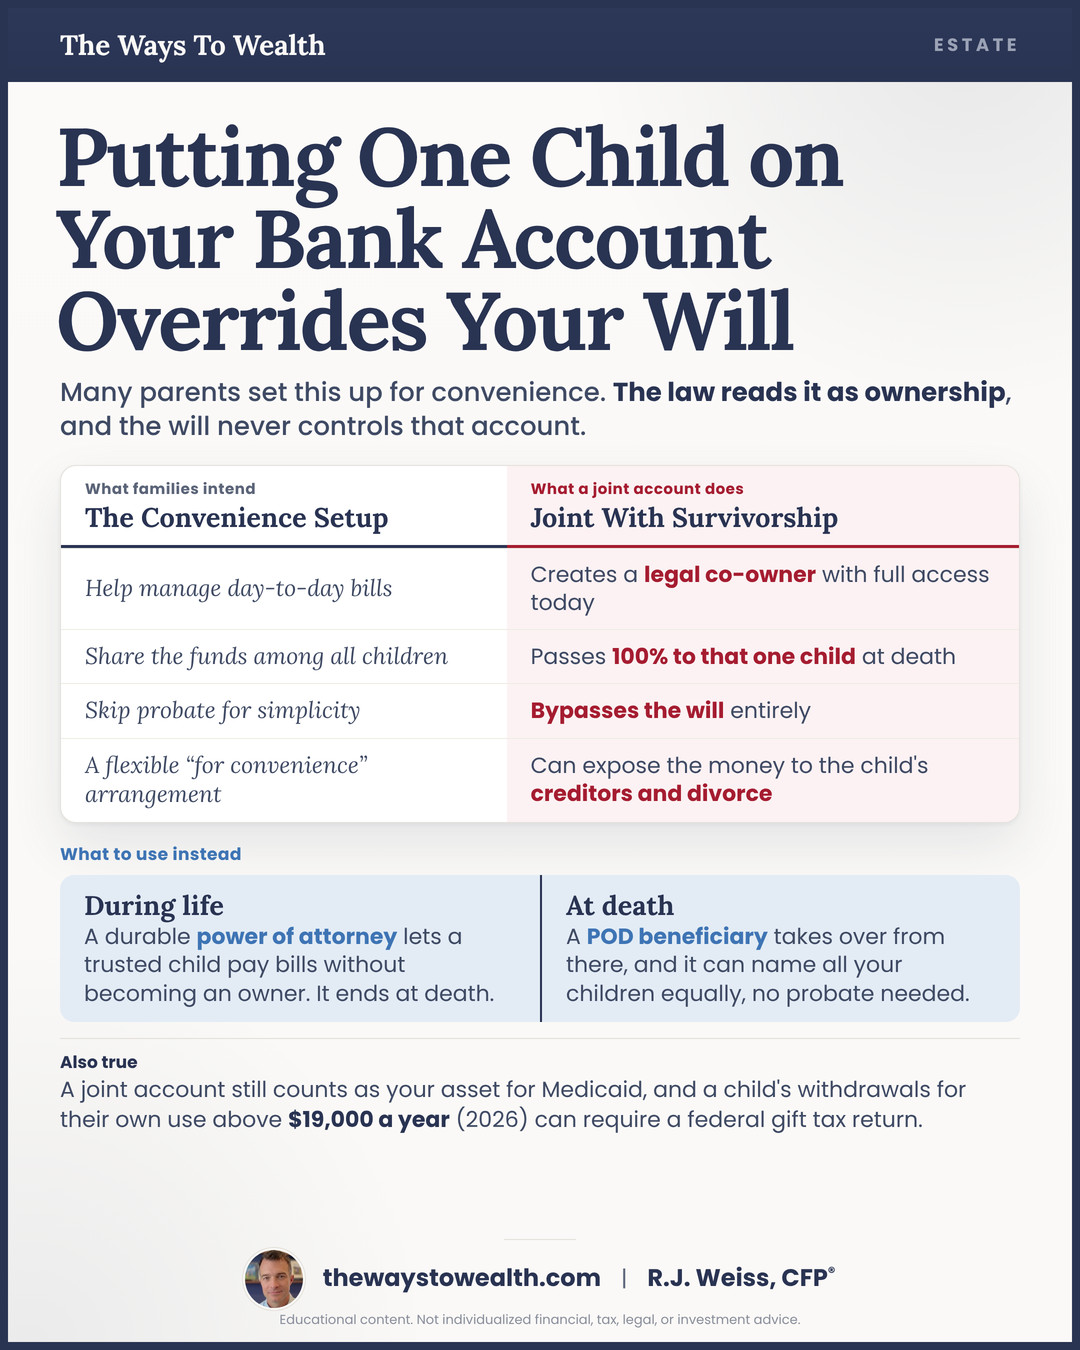 The Ways To Wealth
ESTATE
Putting One Child on
Your Bank Account
Overrides Your Will
Many parents set this up for convenience. The law reads it as ownership,
and the will never controls that account.
What families intend
The Convenience Setup
What a joint account does
Joint With Survivorship
Help manage day-to-day bills
Creates a legal co-owner with full access
today
Share the funds among all children
Passes 100% to that one child at death
Skip probate for simplicity
Bypasses the will entirely
A flexible “for convenience”
arrangement
Can expose the money to the child's
creditors and divorce
What to use instead
During life
A durable power of attorney lets a
trusted child pay bills without
becoming an owner. It ends at death.
At death
A POD beneficiary takes over from
there, and it can name all your
children equally, no probate needed.
Also true
A joint account still counts as your asset for Medicaid, and a child's withdrawals for
their own use above $19,000 a year (2026) can require a federal gift tax return.
thewaystowealth.com | R.J. Weiss, CFP®
Educational content. Not individualized financial, tax, legal, or investment advice.